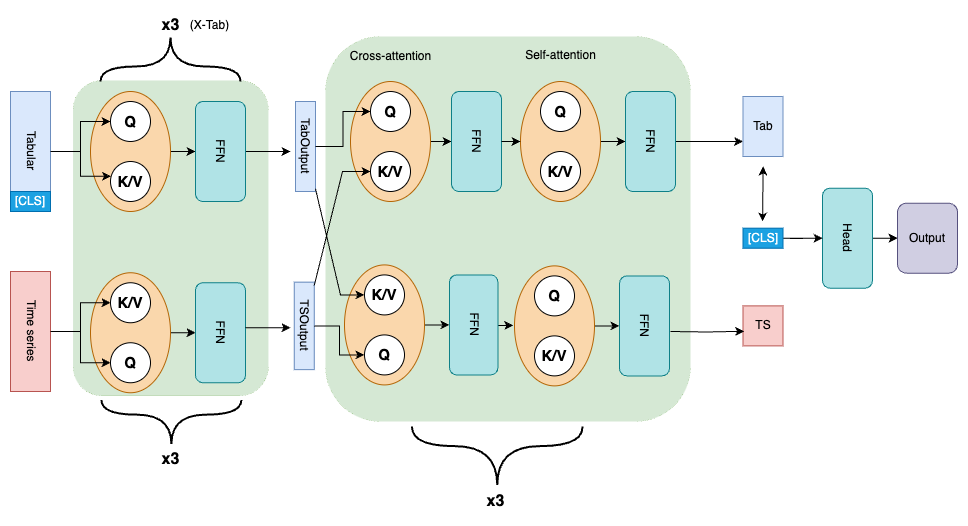 x3 (X-Tab)
Cross-attention
Self-attention
Tabular
[CLS]
Q
K/V
FFN
TabOutput
Q
K/V
FFN
Q
K/V
FFN
Tab
[CLS]
Head
Output
Time series
K/V
Q
FFN
TSOutput
K/V
Q
FFN
Q
K/V
FFN
TS
x3
x3